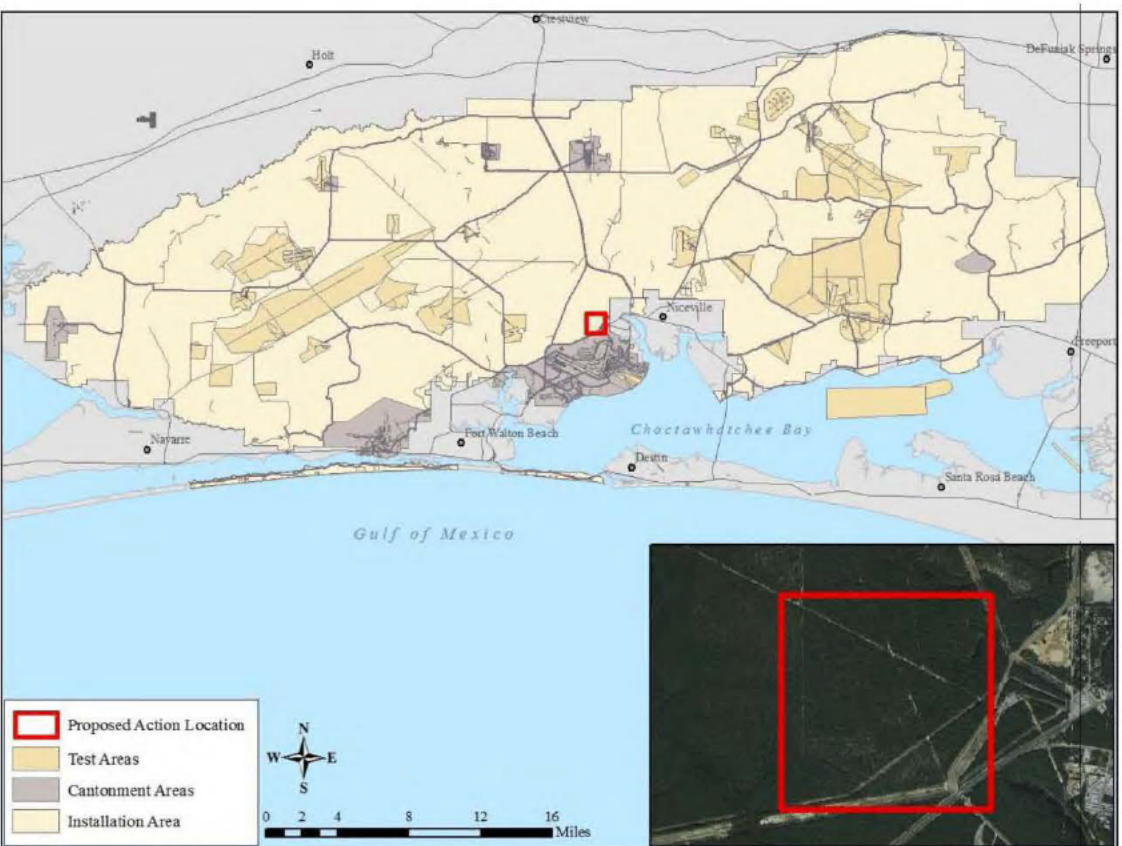 Crestview
Holt
DeFuniak Springs
Niceville
Freeport
Navarre
Fort Walton Beach
Choctawhatchee Bay
Destin
Santa Rosa Beach
Gulf of Mexico
Proposed Action Location
Test Areas
Cantonment Areas
Installation Area
N
W E
S
0 2 4 8 12 16
Miles